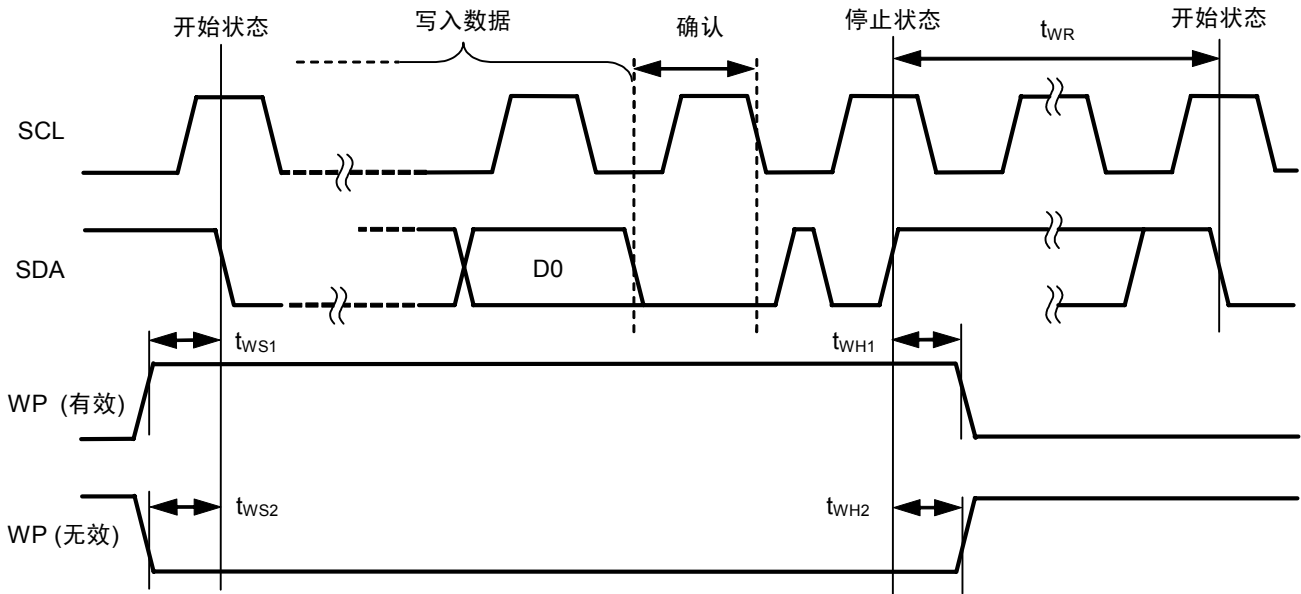 开始状态 写入数据 确认 停止状态 tWR 开始状态
SCL
SDA D0
tWS1 tWH1
WP (有效)
tWS2 tWH2
WP (无效)